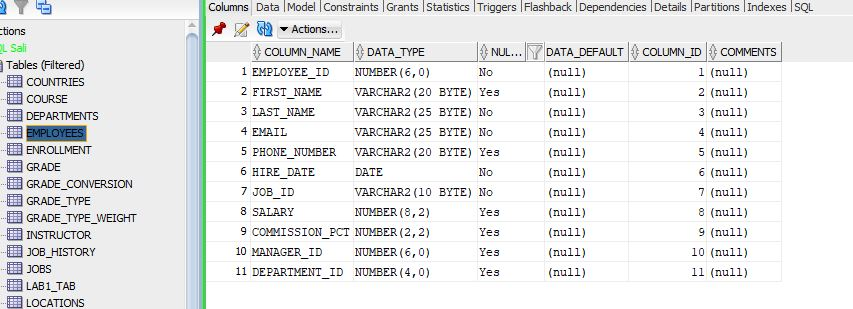 Columns Data Model Constraints Grants Statistics Triggers Flashback Dependencies Details Partitions Indexes SQL
Actions...
ctions
QL Sali
Tables (Filtered)
COUNTRIES
COURSE
DEPARTMENTS
EMPLOYEES
ENROLLMENT
GRADE
GRADE_CONVERSION
GRADE_TYPE
GRADE_TYPE_WEIGHT
INSTRUCTOR
JOB_HISTORY
JOBS
LAB1_TAB
LOCATIONS
COLUMN_NAME DATA_TYPE NUL... DATA_DEFAULT COLUMN_ID COMMENTS
1 EMPLOYEE_ID NUMBER(6,0) No (null) 1 (null)
2 FIRST_NAME VARCHAR2(20 BYTE) Yes (null) 2 (null)
3 LAST_NAME VARCHAR2(25 BYTE) No (null) 3 (null)
4 EMAIL VARCHAR2(25 BYTE) No (null) 4 (null)
5 PHONE_NUMBER VARCHAR2(20 BYTE) Yes (null) 5 (null)
6 HIRE_DATE DATE No (null) 6 (null)
7 JOB_ID VARCHAR2(10 BYTE) No (null) 7 (null)
8 SALARY NUMBER(8,2) Yes (null) 8 (null)
9 COMMISSION_PCT NUMBER(2,2) Yes (null) 9 (null)
10 MANAGER_ID NUMBER(6,0) Yes (null) 10 (null)
11 DEPARTMENT_ID NUMBER(4,0) Yes (null) 11 (null)